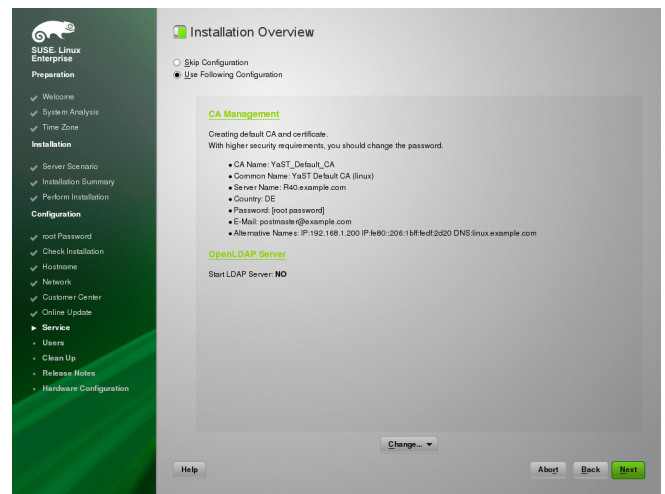 SUSE. Linux
Enterprise
Preparation
Welcome
System Analysis
Time Zone
Installation
Server Scenario
Installation Summary
Perform Installation
Configuration
root Password
Check Installation
Hostname
Network
Customer Center
Online Update
Service
Users
Clean Up
Release Notes
Hardware Configuration
Installation Overview
Skip Configuration
Use Following Configuration
CA Management
Creating default CA and certificate.
With higher security requirements, you should change the password.
CA Name: YaST_Default_CA
Common Name: YaST Default CA (linux)
Server Name: R40.example.com
Country: DE
Password: [root password]
E-Mail: postmaster@example.com
Alternative Names: IP:192.168.1.200 IP:fe80::206:1bff:fedf:2d20 DNS:linux.example.com
OpenLDAP Server
Start LDAP Server: NO
Change...
Help
Abort
Back
Next